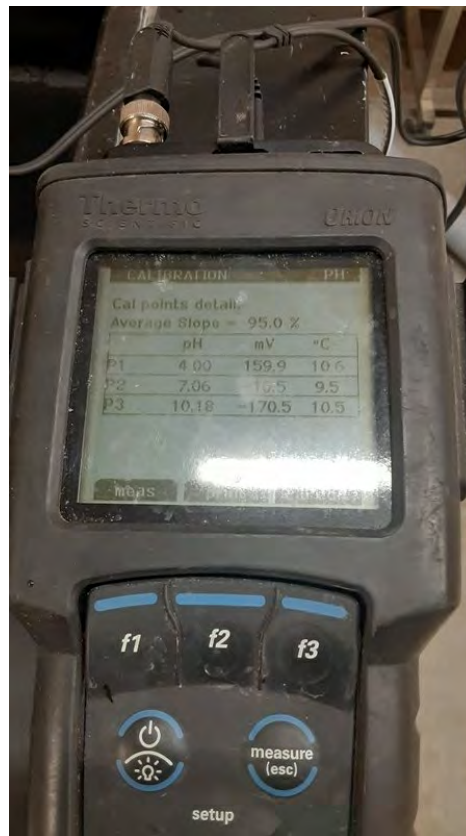 Thermo
SCIENTIFIC
ORION
CALIBRATION PH
Cal points detail
Average Slope = 95.0 %
pH mV °C
P1 4.00 159.9 10.6
P2 7.06 9.5
P3 10.18 -170.5 10.5
meas
f1 f2 f3
measure
(esc)
setup